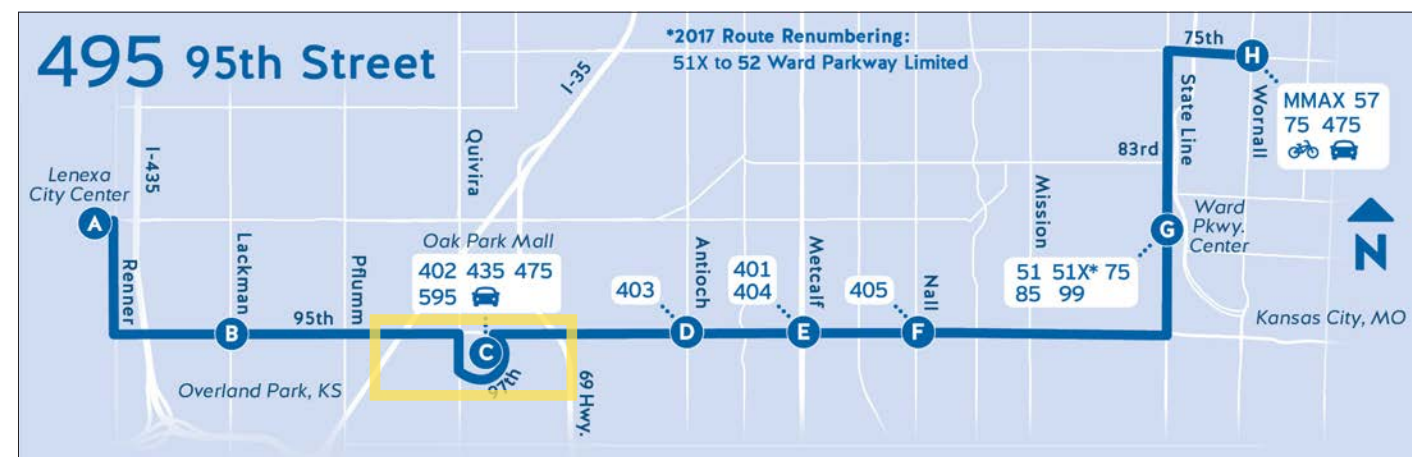 495 95th Street
*2017 Route Renumbering:
51X to 52 Ward Parkway Limited
75th
H
MMAX 57
75 475
State Line
Wornall
I-35
83rd
I-435
Quivira
Lenexa
City Center
A
Mission
Ward
Pkwy.
Center
G
N
Oak Park Mall
402 435 475
595
Renner
Lackman
Pflumm
Antioch
Metcalf
Nall
403
401
404
405
51 51X* 75
85 99
95th
B
C
D
E
F
97th
69 Hwy.
Kansas City, MO
Overland Park, KS